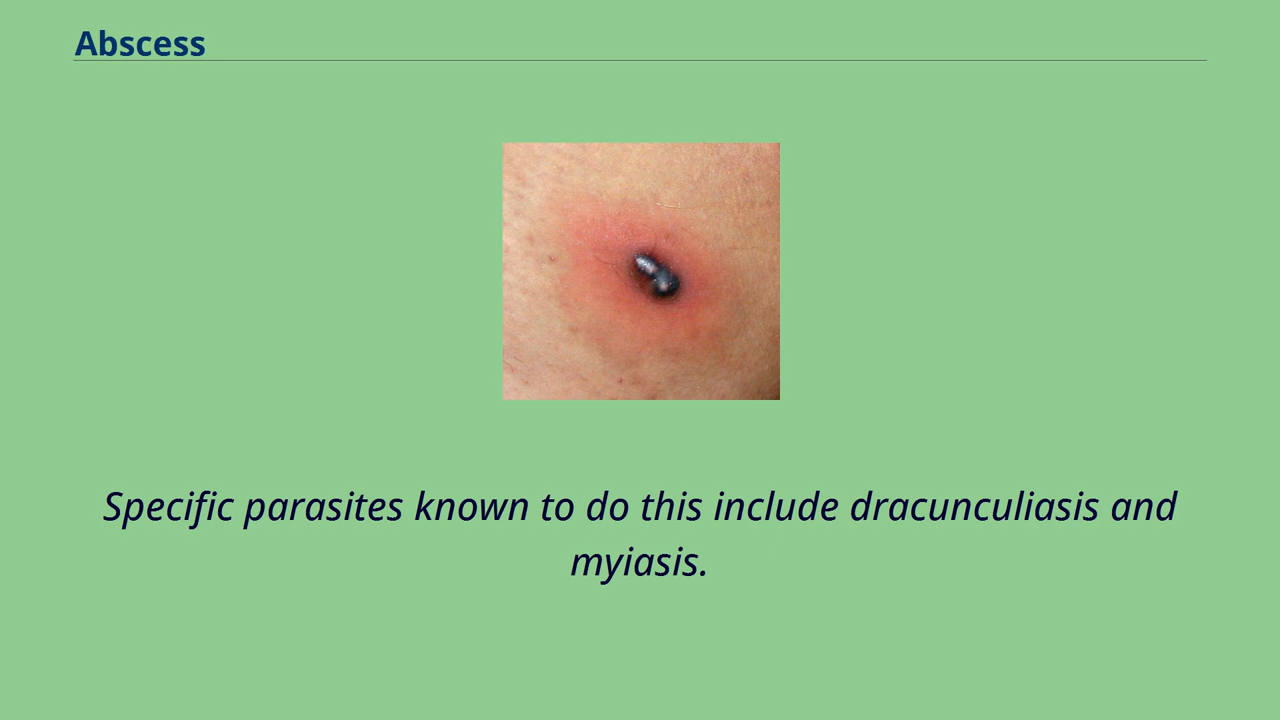 Abscess
Specific parasites known to do this include dracunculiasis and
myiasis.